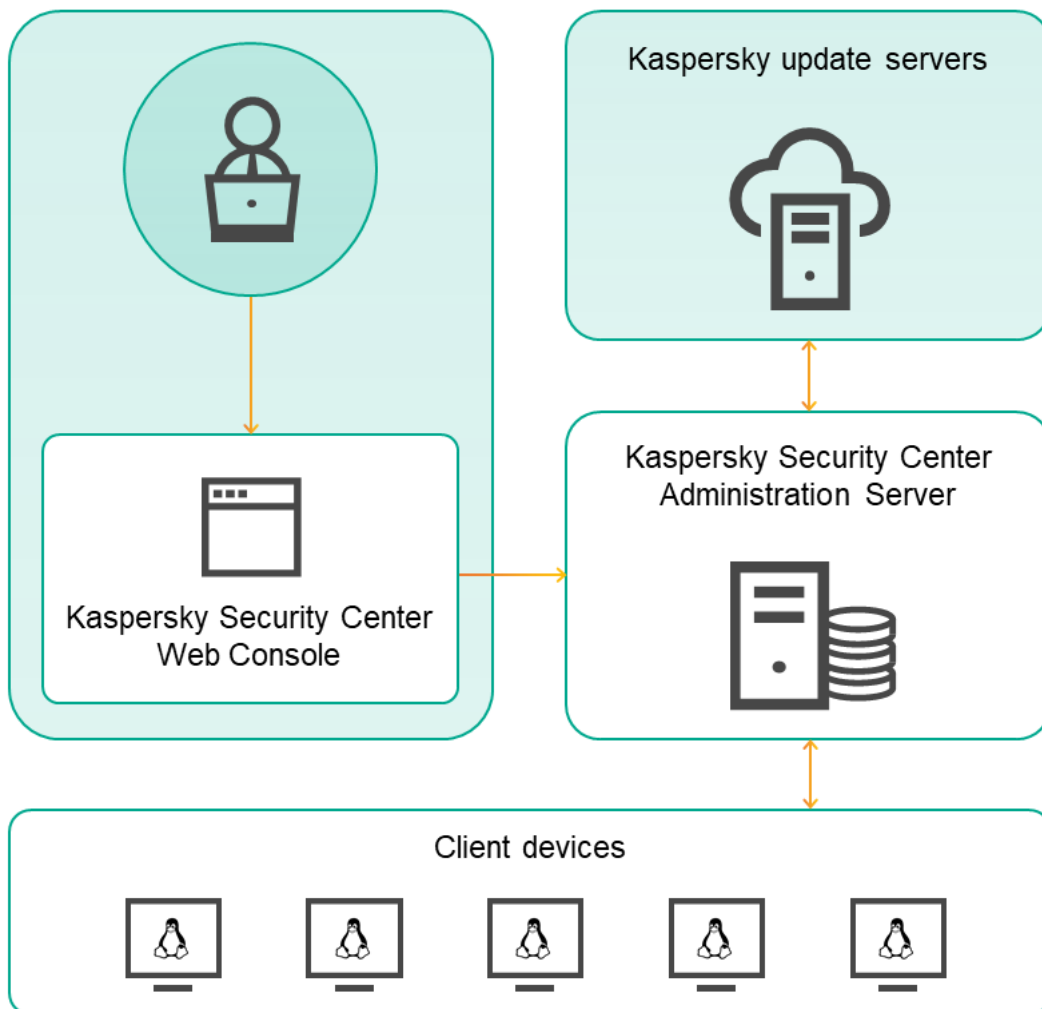 Kaspersky update servers
Kaspersky Security Center
Administration Server
Kaspersky Security Center
Web Console
Client devices